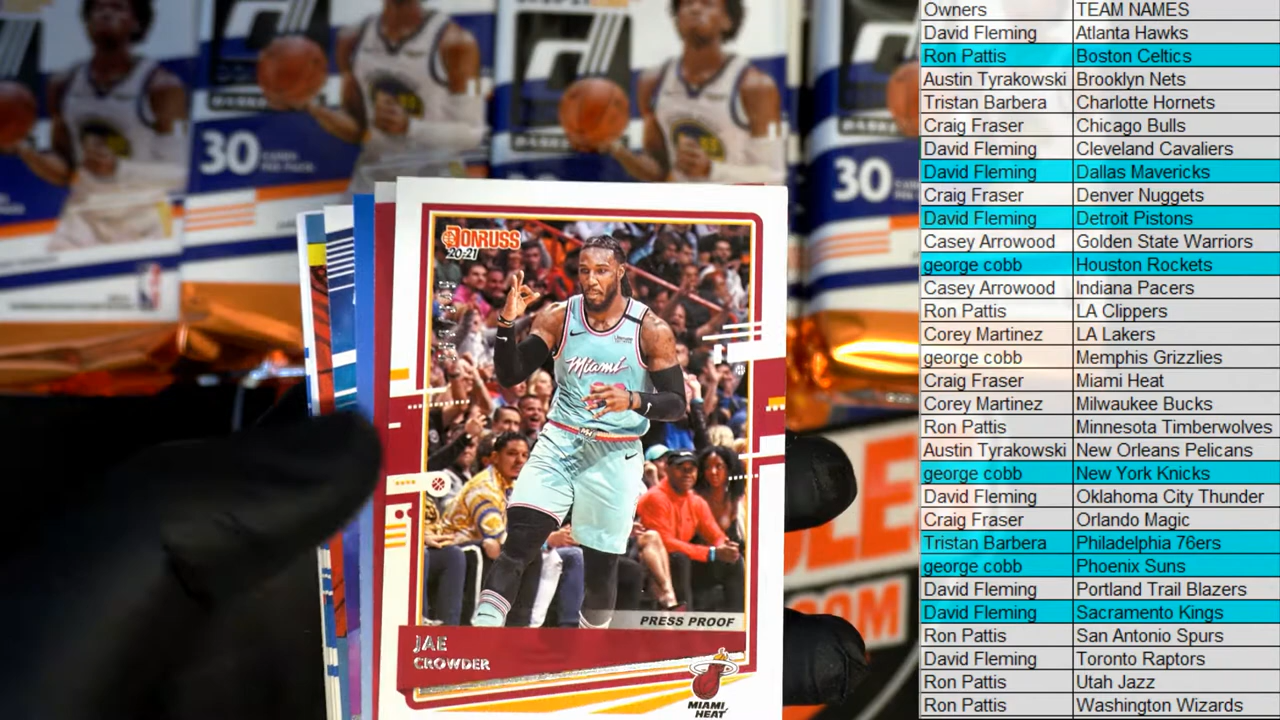 30
30
DONRUSS
20-21
Miami
PRESS PROOF
JAE
CROWDER
MIAMI
HEAT
Owners TEAM NAMES
David Fleming Atlanta Hawks
Ron Pattis Boston Celtics
Austin Tyrakowski Brooklyn Nets
Tristan Barbera Charlotte Hornets
Craig Fraser Chicago Bulls
David Fleming Cleveland Cavaliers
David Fleming Dallas Mavericks
Craig Fraser Denver Nuggets
David Fleming Detroit Pistons
Casey Arrowood Golden State Warriors
george cobb Houston Rockets
Casey Arrowood Indiana Pacers
Ron Pattis LA Clippers
Corey Martinez LA Lakers
george cobb Memphis Grizzlies
Craig Fraser Miami Heat
Corey Martinez Milwaukee Bucks
Ron Pattis Minnesota Timberwolves
Austin Tyrakowski New Orleans Pelicans
george cobb New York Knicks
David Fleming Oklahoma City Thunder
Craig Fraser Orlando Magic
Tristan Barbera Philadelphia 76ers
george cobb Phoenix Suns
David Fleming Portland Trail Blazers
David Fleming Sacramento Kings
Ron Pattis San Antonio Spurs
David Fleming Toronto Raptors
Ron Pattis Utah Jazz
Ron Pattis Washington Wizards